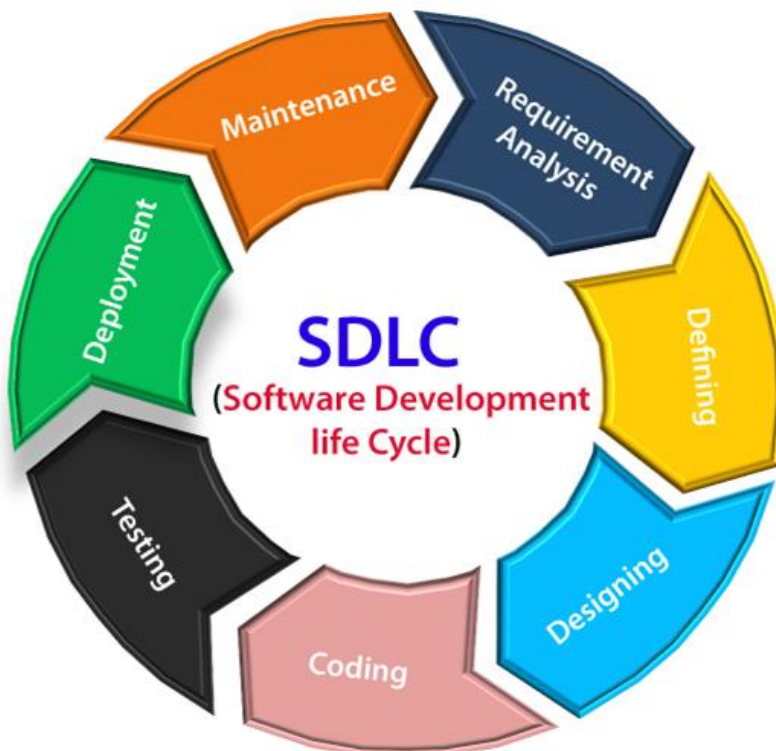 Maintenance
Requirement
Analysis
Defining
Designing
Coding
Testing
Deployment
SDLC
(Software Development
life Cycle)